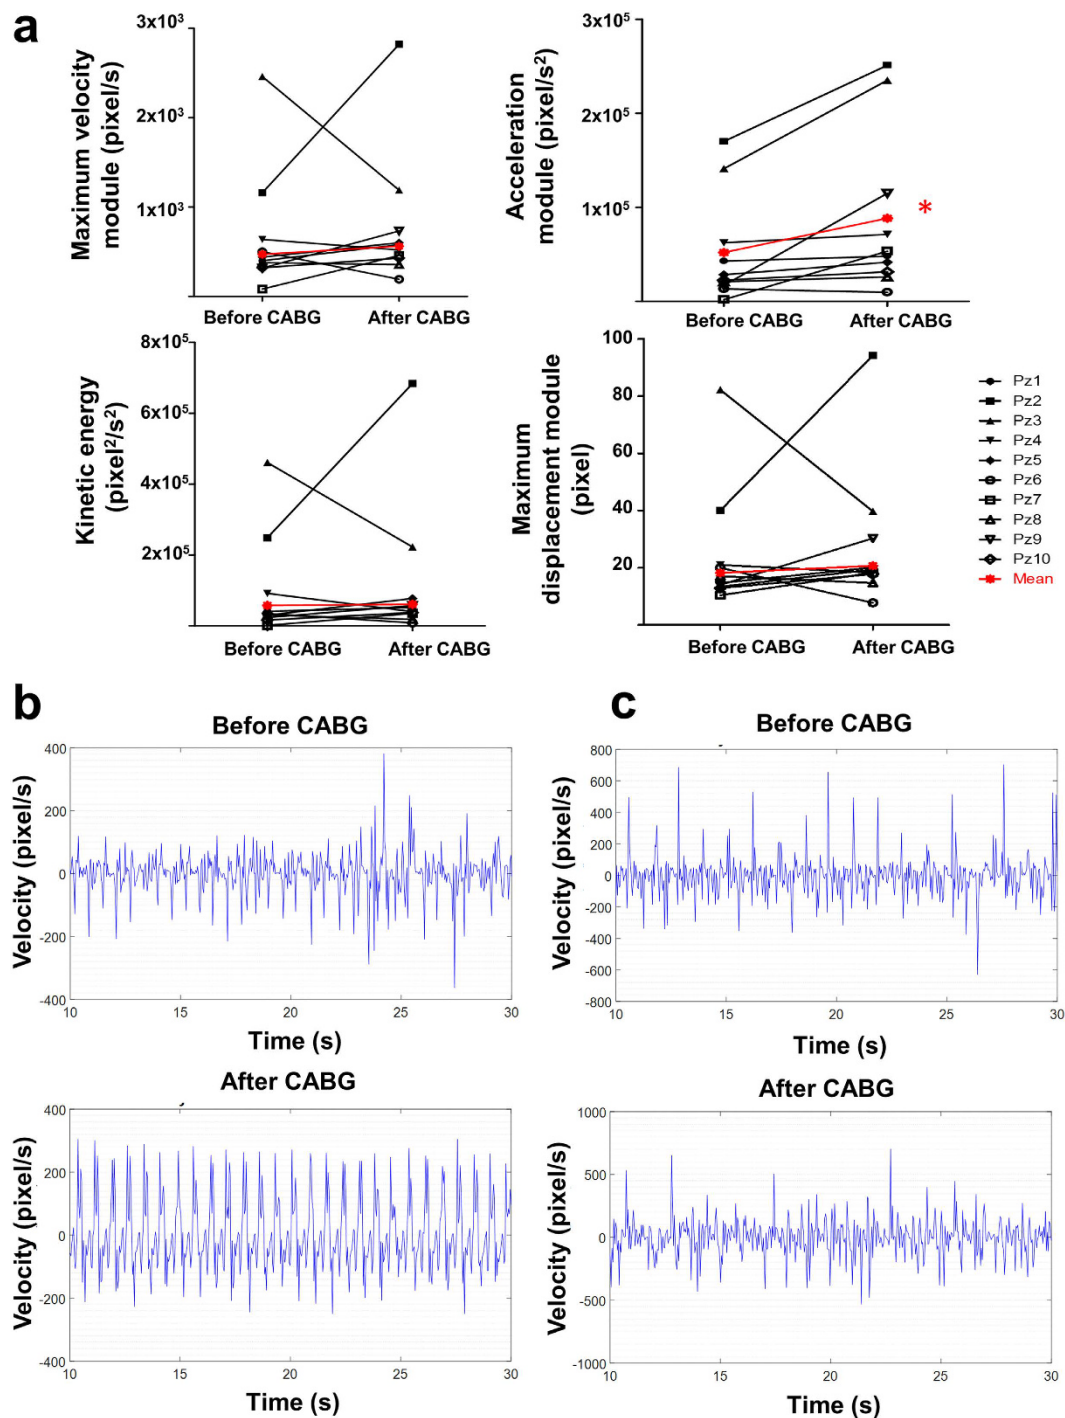 a
Maximum velocity
module (pixel/s)
3x10³
2x10³
1x10³
Before CABG After CABG
Acceleration
module (pixel/s²)
3x10⁵
2x10⁵
1x10⁵
*
Before CABG After CABG
Kinetic energy
(pixel²/s²)
8x10⁵
6x10⁵
4x10⁵
2x10⁵
Before CABG After CABG
Maximum
displacement module
(pixel)
100
80
60
40
20
0
Before CABG After CABG
Pz1
Pz2
Pz3
Pz4
Pz5
Pz6
Pz7
Pz8
Pz9
Pz10
Mean
b
Before CABG
Velocity (pixel/s)
400
200
0
-200
-400
10 15 20 25 30
Time (s)
After CABG
Velocity (pixel/s)
400
200
0
-200
-400
10 15 20 25 30
Time (s)
c
Before CABG
Velocity (pixel/s)
800
600
400
200
0
-200
-400
-600
-800
10 15 20 25 30
Time (s)
After CABG
Velocity (pixel/s)
1000
500
0
-500
-1000
10 15 20 25 30
Time (s)